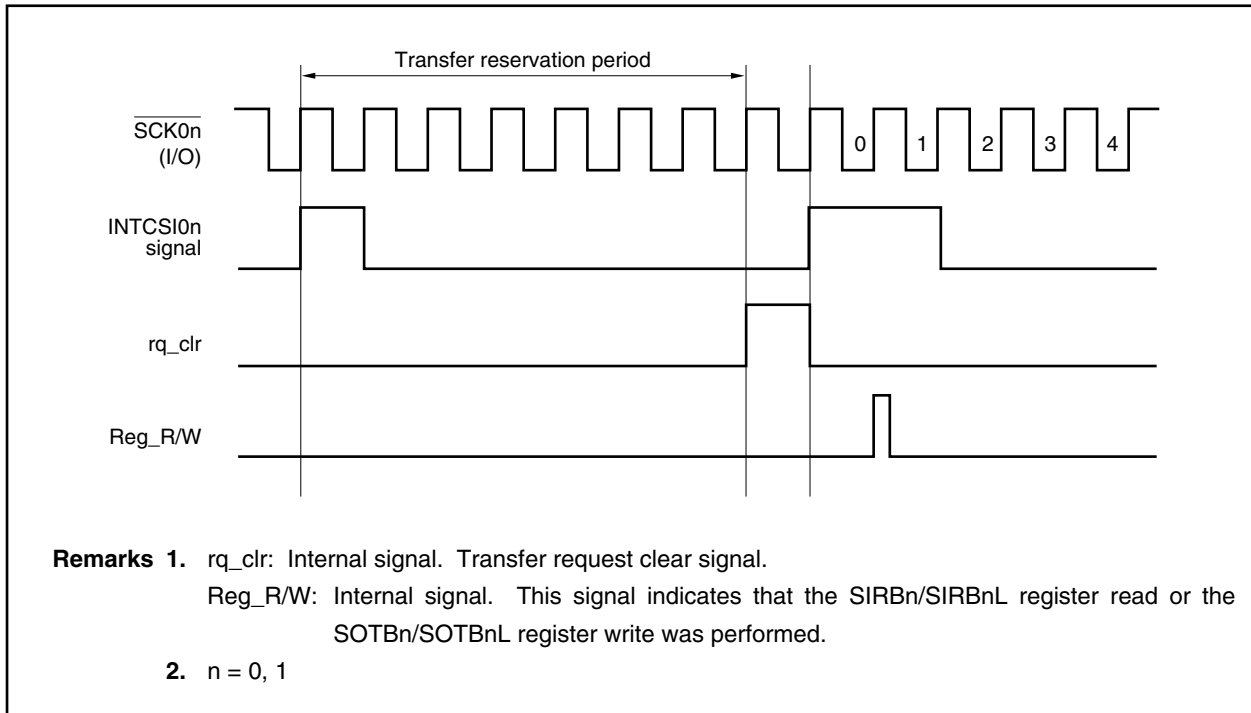 Transfer reservation period
SCK0n
(I/O)
0 1 2 3 4
INTCSI0n
signal
rq_clr
Reg_R/W
Remarks 1. rq_clr: Internal signal. Transfer request clear signal.
Reg_R/W: Internal signal. This signal indicates that the SIRBn/SIRBnL register read or the
SOTBn/SOTBnL register write was performed.
2. n = 0, 1